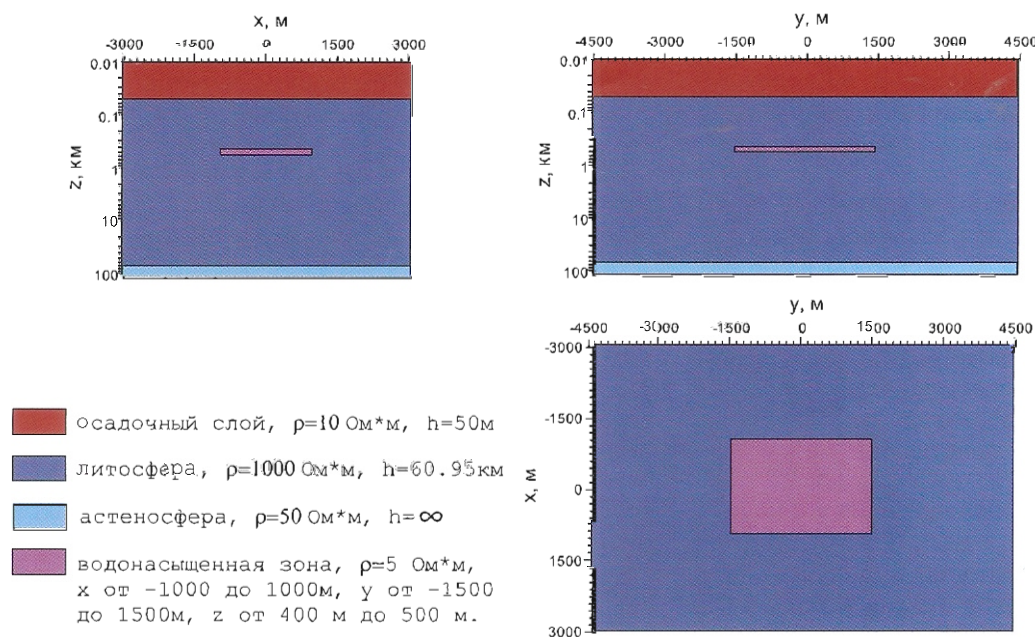 x, м
-3000 -1500 0 1500 3000
0.01
0.1
1
10
100
z, км
y, м
-4500 -3000 -1500 0 1500 3000 4500
0.01
0.1
1
10
100
z, км
y, м
-4500 -3000 -1500 0 1500 3000 4500
-3000
-1500
0
1500
3000
x, м
осадочный слой, ρ=10 Ом*м, h=50м
литосфера, ρ=1000 Ом*м, h=60.95км
астеносфера, ρ=50 Ом*м, h=∞
водонасыщенная зона, ρ=5 Ом*м,
x от -1000 до 1000м, y от -1500
до 1500м, z от 400 м до 500 м.